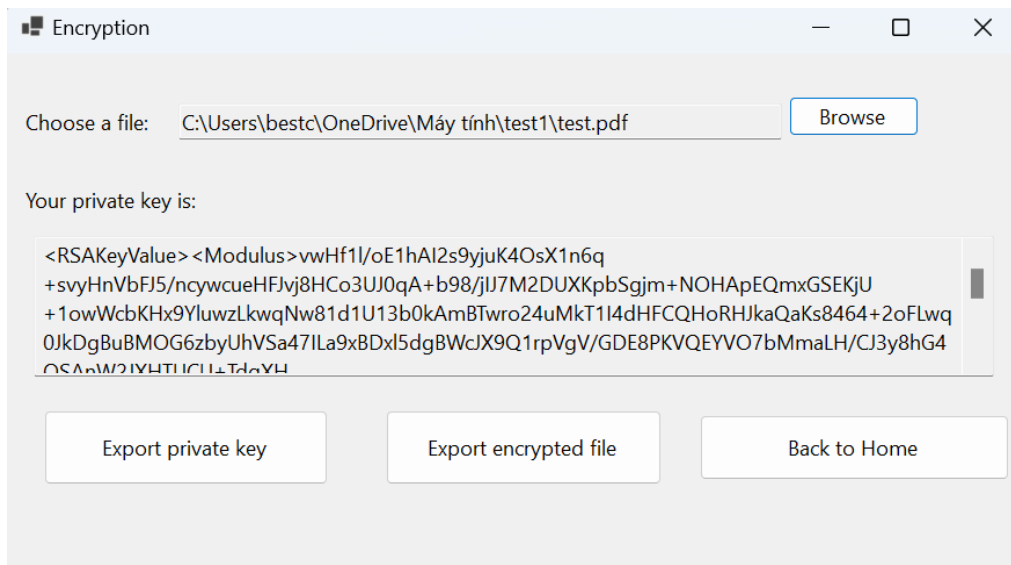 Encryption
Choose a file: C:\Users\bestc\OneDrive\Máy tính\test1\test.pdf Browse
Your private key is:
<RSAKeyValue><Modulus>vwHf1l/oE1hAI2s9yjuK4OsX1n6q
+svyHnVbFJ5/ncywcueHFJvj8HCo3UJ0qA+b98/jIJ7M2DUXKpbSgjm+NOHApEQmxGSEKjU
+1owWcbKHx9YluwzLkwqNw81d1U13b0kAmBTwro24uMkT1I4dHFCQHoRHJkaQaKs8464+2oFLwq
0JkDgBuBMOG6zbyUhVSa47ILa9xBDxl5dgBWcJX9Q1rpVgV/GDE8PKVQEYVO7bMmaLH/CJ3y8hG4
Export private key Export encrypted file Back to Home